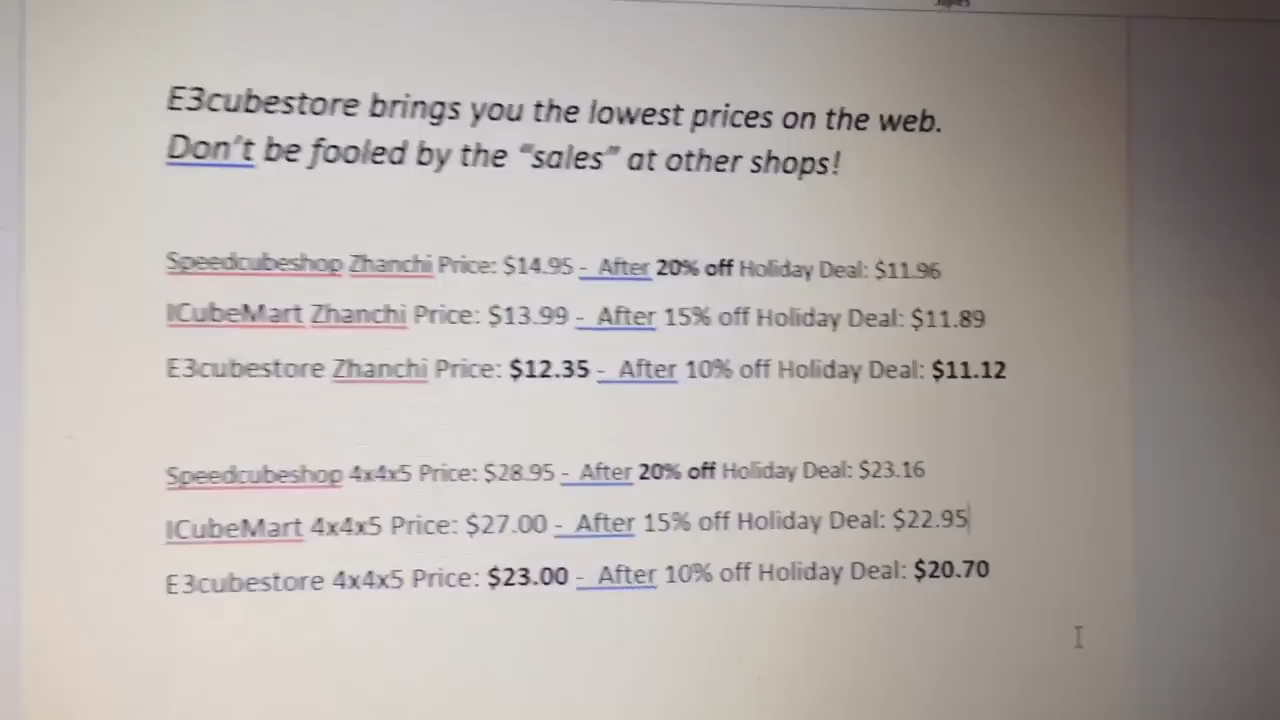 E3cubestore brings you the lowest prices on the web.
Don't be fooled by the "sales" at other shops!
Speedcubeshop Zhanchi Price: $14.95 - After 20% off Holiday Deal: $11.96
ICubeMart Zhanchi Price: $13.99 - After 15% off Holiday Deal: $11.89
E3cubestore Zhanchi Price: $12.35 - After 10% off Holiday Deal: $11.12
Speedcubeshop 4x4x5 Price: $28.95 - After 20% off Holiday Deal: $23.16
ICubeMart 4x4x5 Price: $27.00 - After 15% off Holiday Deal: $22.95
E3cubestore 4x4x5 Price: $23.00 - After 10% off Holiday Deal: $20.70